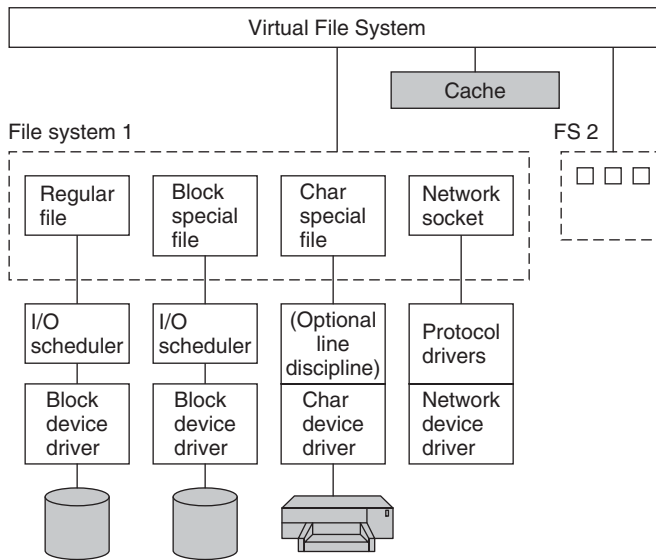 Virtual File System
Cache
File system 1
FS 2
Regular
file
Block
special
file
Char
special
file
Network
socket
I/O
scheduler
I/O
scheduler
(Optional
line
discipline)
Protocol
drivers
Block
device
driver
Block
device
driver
Char
device
driver
Network
device
driver